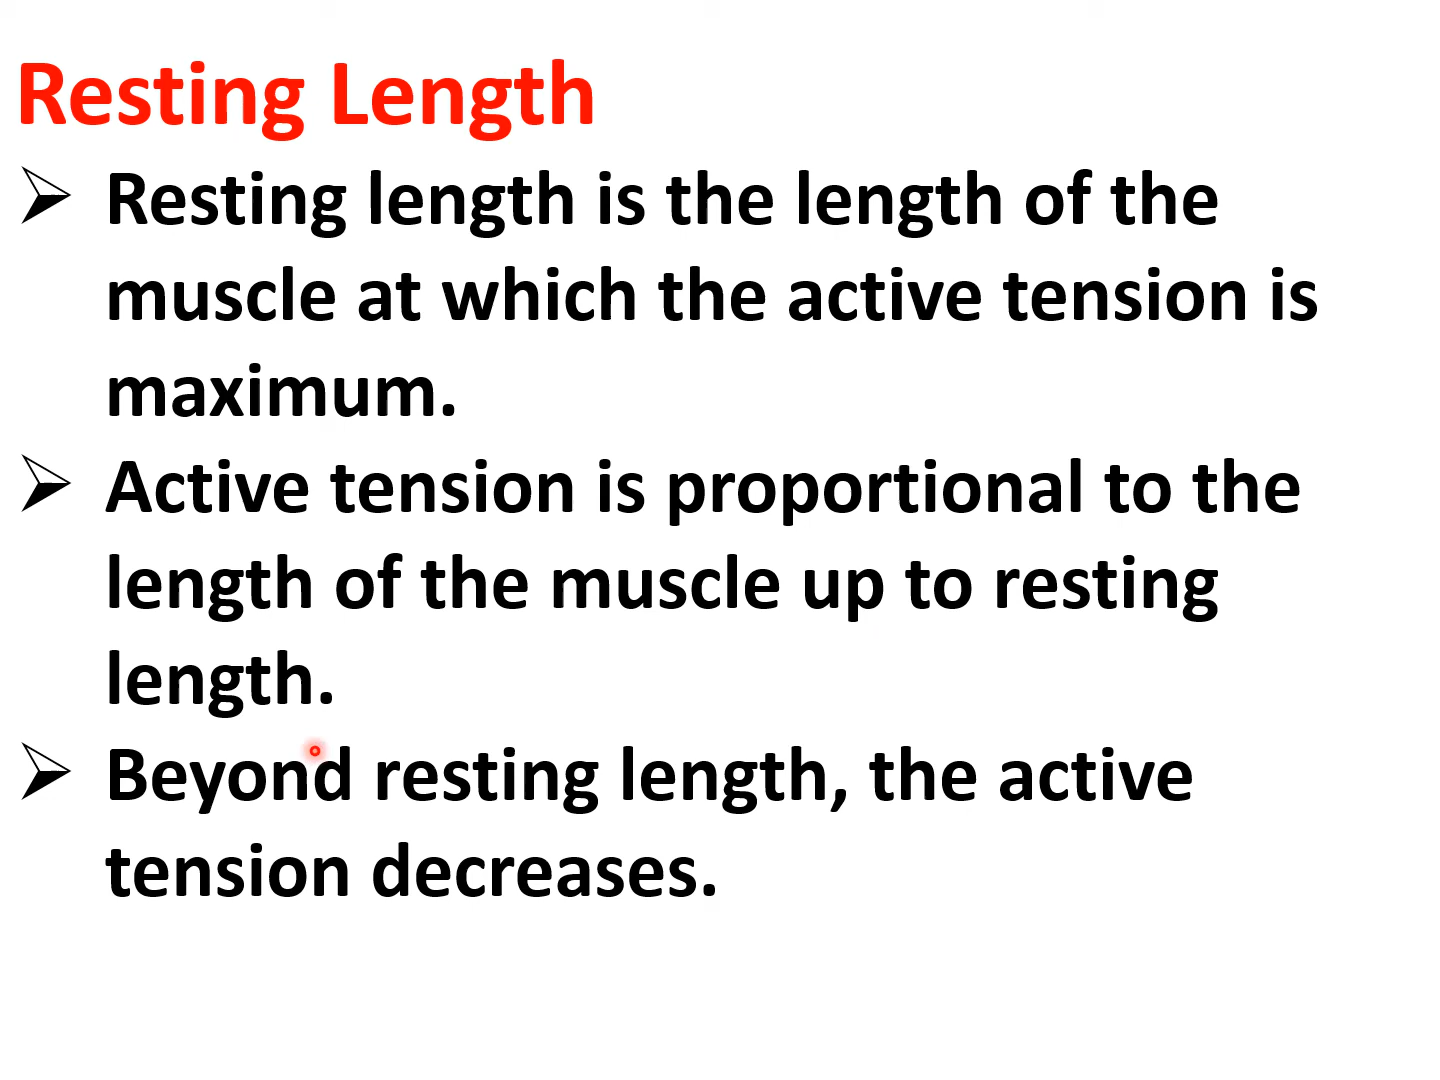 Resting Length
➢ Resting length is the length of the
muscle at which the active tension is
maximum.
➢ Active tension is proportional to the
length of the muscle up to resting
length.
➢ Beyond resting length, the active
tension decreases.